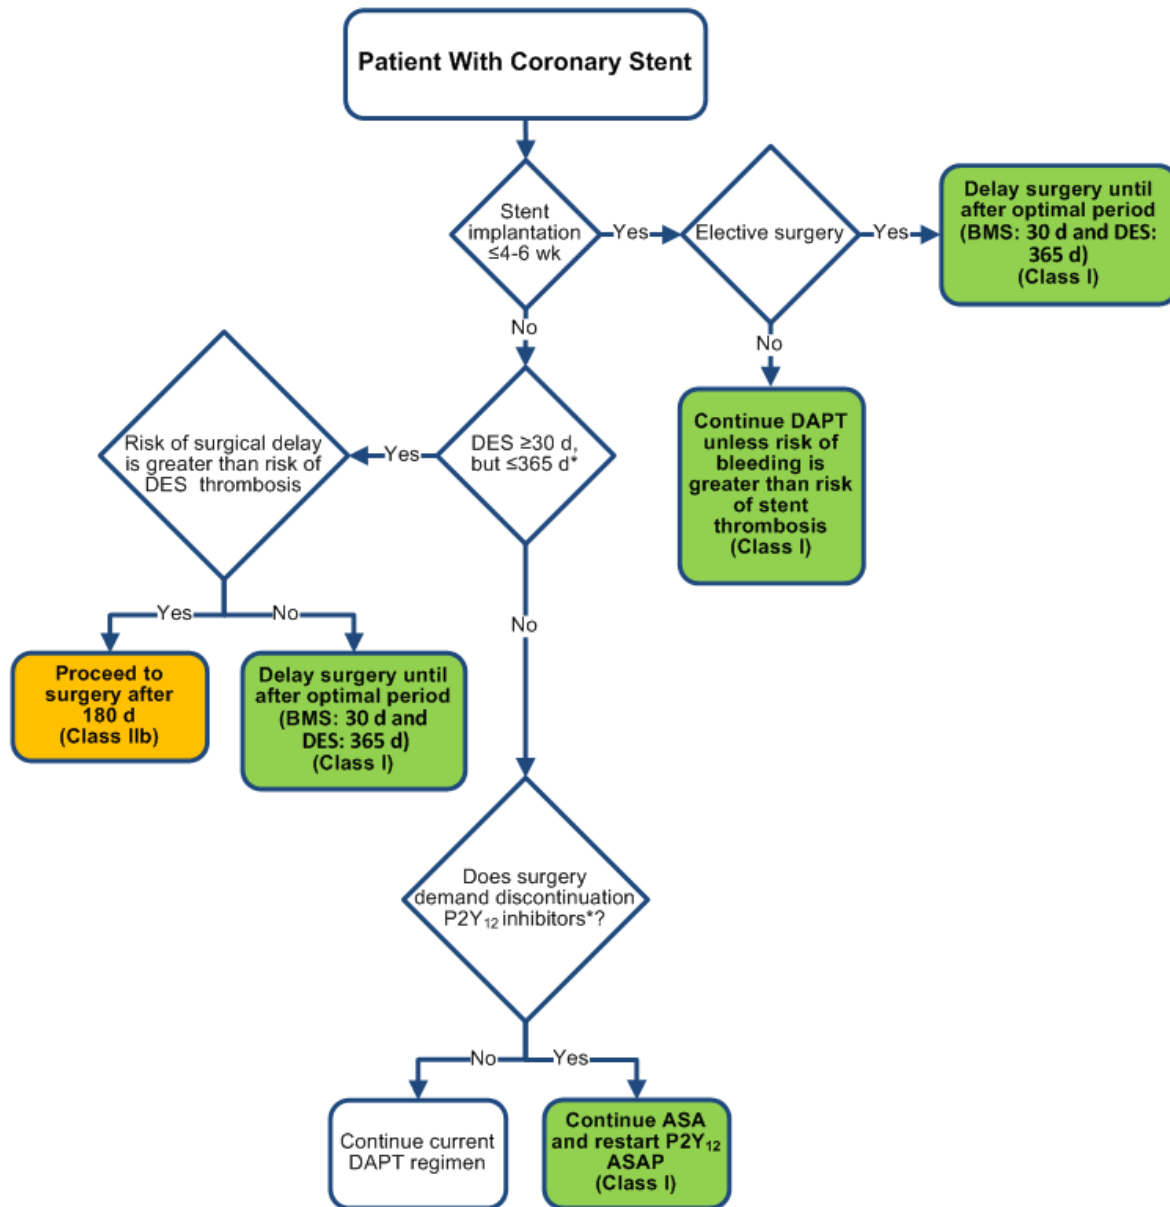 Patient With Coronary Stent
Stent
implantation
≤4-6 wk
Yes
Elective surgery
Yes
Delay surgery until
after optimal period
(BMS: 30 d and DES:
365 d)
(Class I)
No
No
Continue DAPT
unless risk of
bleeding is
greater than risk
of stent
thrombosis
(Class I)
DES ≥30 d,
but ≤365 d*
Yes
Risk of surgical delay
is greater than risk of
DES thrombosis
Yes
No
Proceed to
surgery after
180 d
(Class IIb)
Delay surgery until
after optimal period
(BMS: 30 d and
DES: 365 d)
(Class I)
No
Does surgery
demand discontinuation
P2Y₁₂ inhibitors*?
No
Yes
Continue current
DAPT regimen
Continue ASA
and restart P2Y₁₂
ASAP
(Class I)